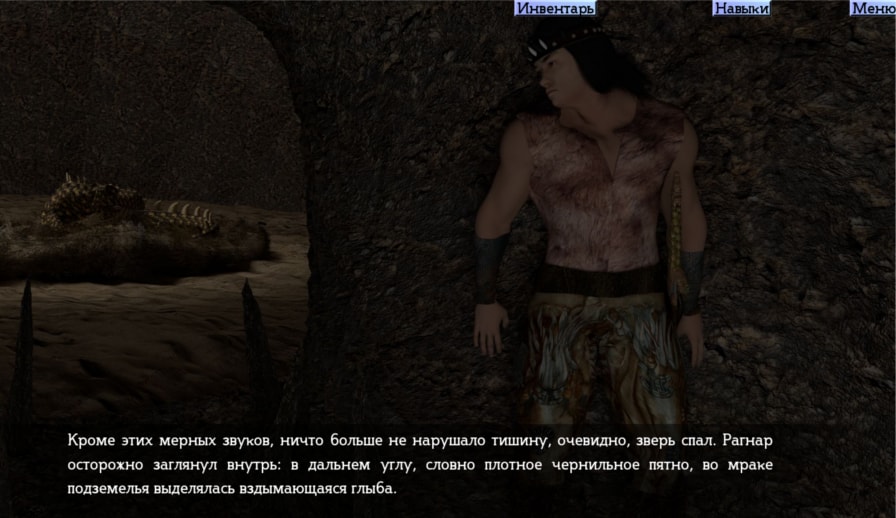 Инвентарь Навыки Меню
Кроме этих мерных звуков, ничто больше не нарушало тишину, очевидно, зверь спал. Рагнар
осторожно заглянул внутрь: в дальнем углу, словно плотное чернильное пятно, во мраке
подземелья выделялась вздымающаяся глыба.